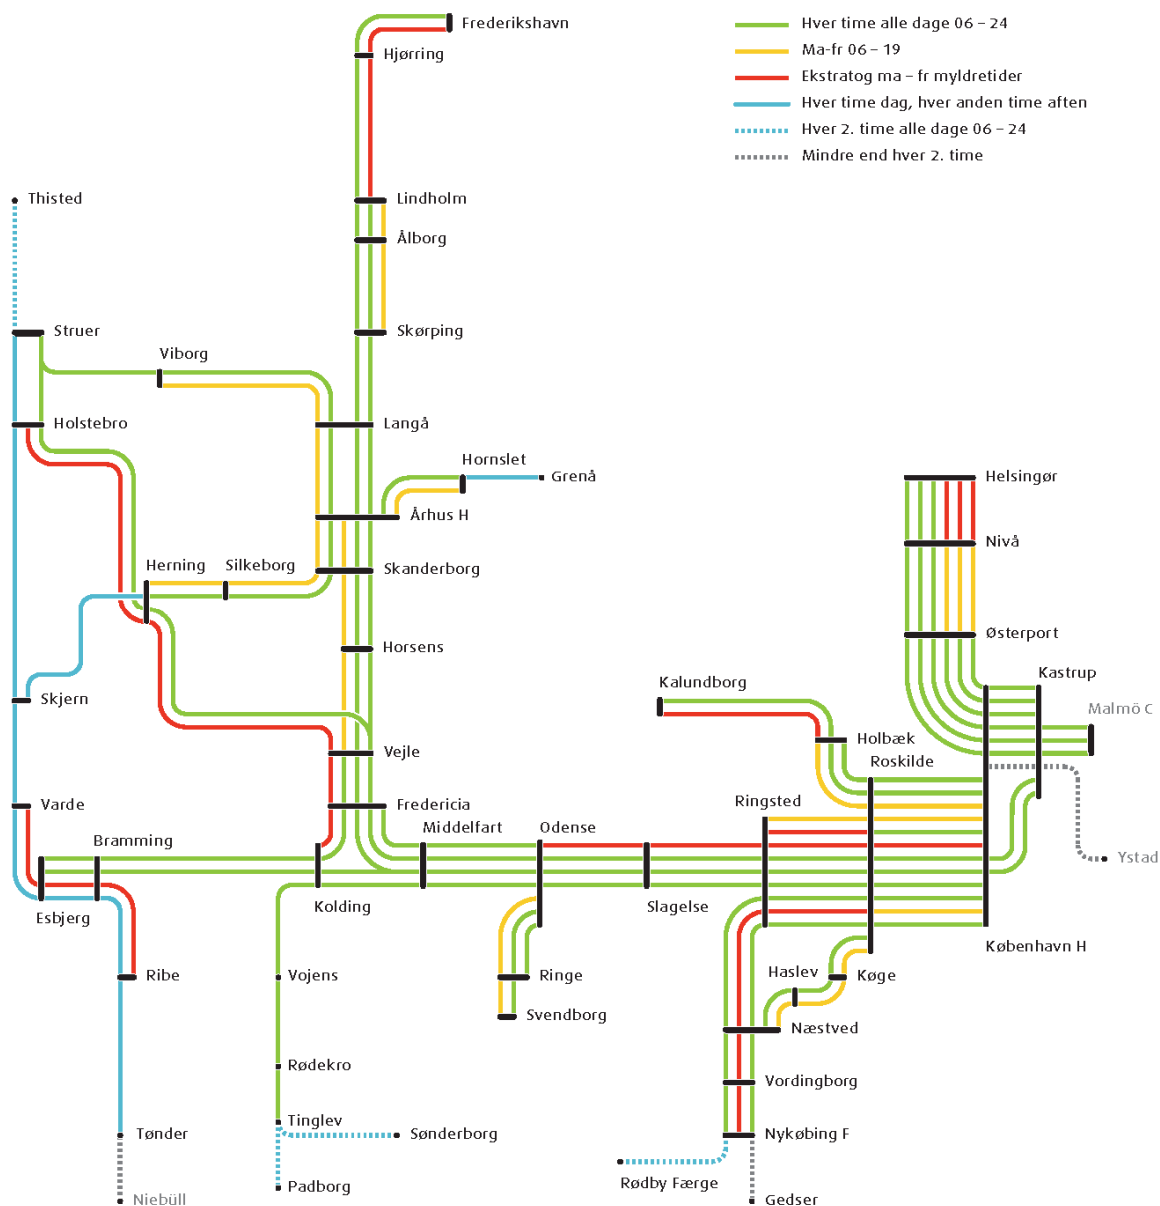 Frederikshavn
Hver time alle dage 06 – 24
Ma-fr 06 – 19
Hjørring
Ekstratog ma – fr myldretider
Hver time dag, hver anden time aften
Hver 2. time alle dage 06 – 24
Mindre end hver 2. time
Thisted
Lindholm
Ålborg
Struer
Skørping
Viborg
Holstebro
Langå
Hornslet
Grenå
Helsingør
Århus H
Nivå
Herning
Silkeborg
Skanderborg
Østerport
Horsens
Kastrup
Kalundborg
Skjern
Malmö C
Holbæk
Vejle
Roskilde
Varde
Fredericia
Ringsted
Bramming
Middelfart
Odense
Ystad
Esbjerg
Kolding
Slagelse
København H
Ribe
Vojens
Ringe
Haslev
Køge
Svendborg
Næstved
Rødekro
Vordingborg
Tinglev
Tønder
Sønderborg
Nykøbing F
Rødby Færge
Padborg
Niebüll
Gedser